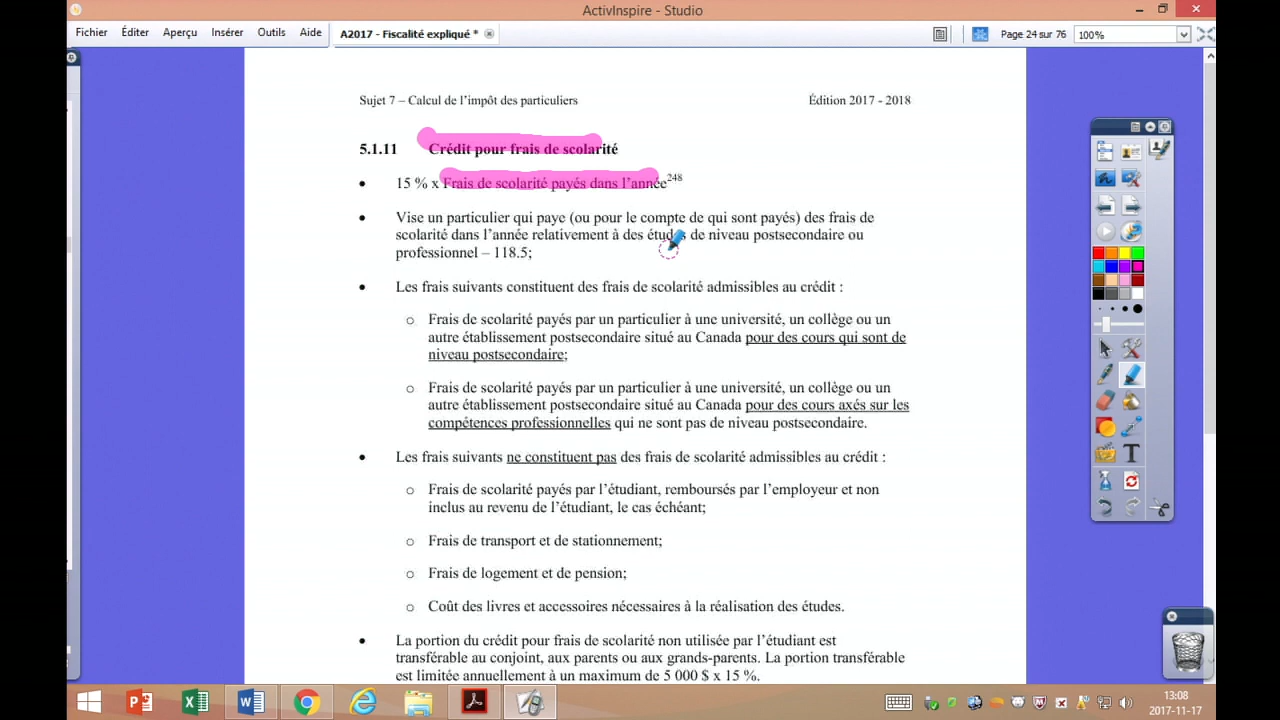 ActivInspire - Studio
Fichier Éditer Aperçu Insérer Outils Aide A2017 - Fiscalité expliqué * Page 24 sur 76 100%
Sujet 7 – Calcul de l'impôt des particuliers Édition 2017 - 2018
5.1.11 Crédit pour frais de scolarité
• 15 % x Frais de scolarité payés dans l'année248
• Vise un particulier qui paye (ou pour le compte de qui sont payés) des frais de
scolarité dans l'année relativement à des études de niveau postsecondaire ou
professionnel – 118.5;
• Les frais suivants constituent des frais de scolarité admissibles au crédit :
o Frais de scolarité payés par un particulier à une université, un collège ou un
autre établissement postsecondaire situé au Canada pour des cours qui sont de
niveau postsecondaire;
o Frais de scolarité payés par un particulier à une université, un collège ou un
autre établissement postsecondaire situé au Canada pour des cours axés sur les
compétences professionnelles qui ne sont pas de niveau postsecondaire.
• Les frais suivants ne constituent pas des frais de scolarité admissibles au crédit :
o Frais de scolarité payés par l'étudiant, remboursés par l'employeur et non
inclus au revenu de l'étudiant, le cas échéant;
o Frais de transport et de stationnement;
o Frais de logement et de pension;
o Coût des livres et accessoires nécessaires à la réalisation des études.
• La portion du crédit pour frais de scolarité non utilisée par l'étudiant est
transférable au conjoint, aux parents ou aux grands-parents. La portion transférable
est limitée annuellement à un maximum de 5 000 $ x 15 %.
13:08
2017-11-17